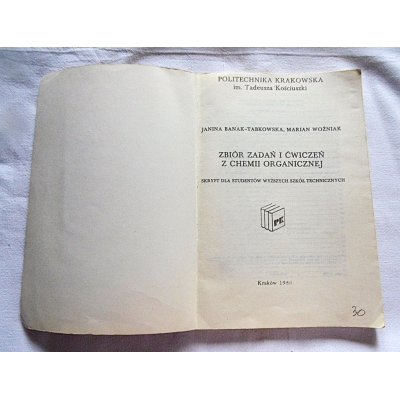 POLITECHNIKA KRAKOWSKA
im. Tadeusza Kościuszki
JANINA BANAK-TABKOWSKA, MARIAN WOŹNIAK
ZBIÓR ZADAŃ I ĆWICZEŃ
Z CHEMII ORGANICZNEJ
SKRYPT DLA STUDENTÓW WYŻSZYCH SZKÓŁ TECHNICZNYCH
PK
Kraków
30